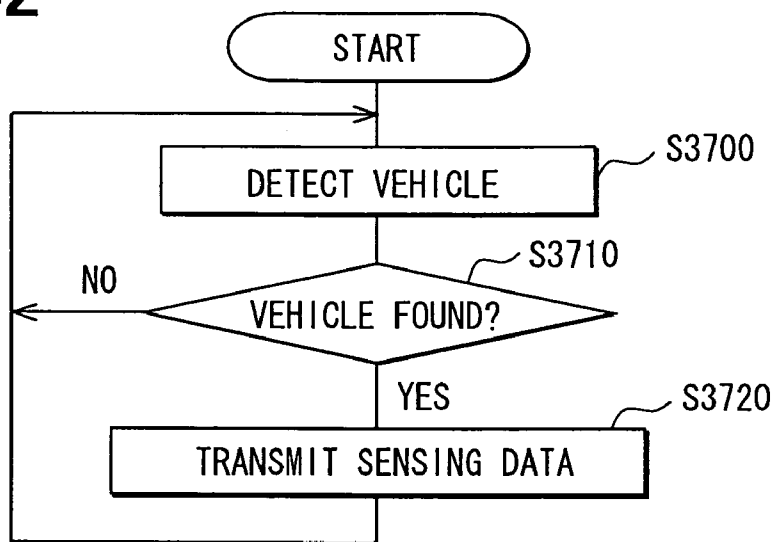 START
S3700
DETECT VEHICLE
S3710
NO
VEHICLE FOUND?
YES
S3720
TRANSMIT SENSING DATA